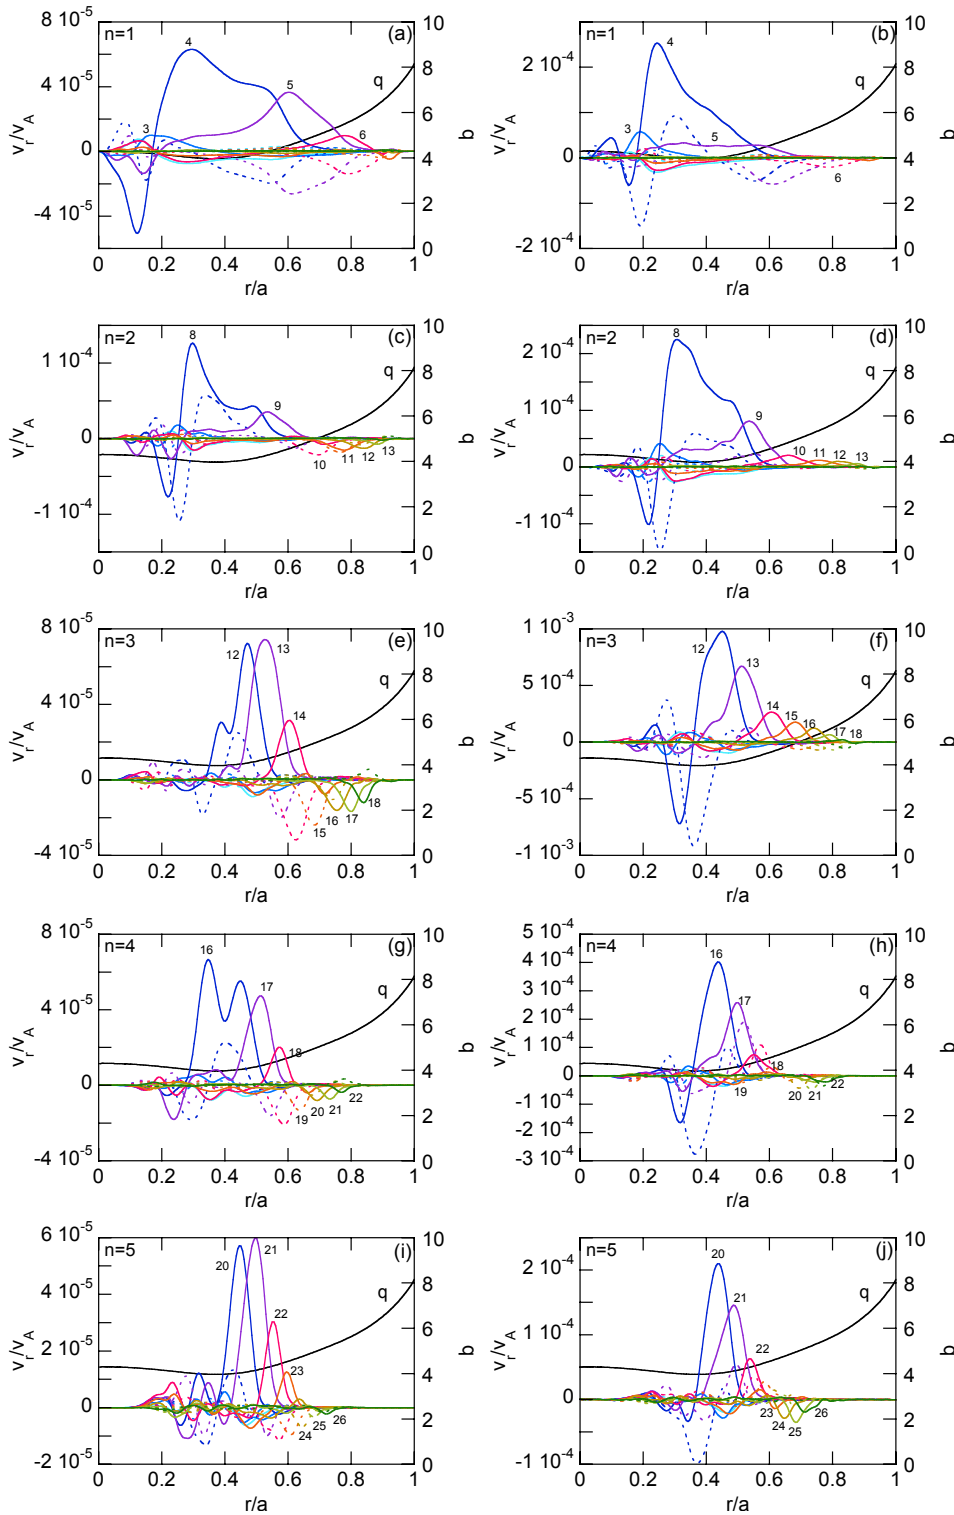 8 10⁻⁵
4 10⁻⁵
0
-4 10⁻⁵
v_r/v_A
n=1
(a)
3
4
5
6
q
10
8
6
4
2
0
b
0 0.2 0.4 0.6 0.8 1
r/a
2 10⁻⁴
0
-2 10⁻⁴
v_r/v_A
n=1
(b)
3
4
5
6
q
10
8
6
4
2
0
b
0 0.2 0.4 0.6 0.8 1
r/a
1 10⁻⁴
0
-1 10⁻⁴
v_r/v_A
n=2
(c)
8
9
10
11
12
13
q
10
8
6
4
2
0
b
0 0.2 0.4 0.6 0.8 1
r/a
2 10⁻⁴
1 10⁻⁴
0
-1 10⁻⁴
v_r/v_A
n=2
(d)
8
9
10
11
12
13
q
10
8
6
4
2
0
b
0 0.2 0.4 0.6 0.8 1
r/a
8 10⁻⁵
4 10⁻⁵
0
-4 10⁻⁵
v_r/v_A
n=3
(e)
12
13
14
15
16
17
18
q
10
8
6
4
2
0
b
0 0.2 0.4 0.6 0.8 1
r/a
1 10⁻³
5 10⁻⁴
0
-5 10⁻⁴
-1 10⁻³
v_r/v_A
n=3
(f)
12
13
14
15
16
17
18
q
10
8
6
4
2
0
b
0 0.2 0.4 0.6 0.8 1
r/a
8 10⁻⁵
4 10⁻⁵
0
-4 10⁻⁵
v_r/v_A
n=4
(g)
16
17
18
19
20
21
22
q
10
8
6
4
2
0
b
0 0.2 0.4 0.6 0.8 1
r/a
5 10⁻⁴
4 10⁻⁴
3 10⁻⁴
2 10⁻⁴
1 10⁻⁴
0
-1 10⁻⁴
-2 10⁻⁴
-3 10⁻⁴
v_r/v_A
n=4
(h)
16
17
18
19
20
21
22
q
10
8
6
4
2
0
b
0 0.2 0.4 0.6 0.8 1
r/a
6 10⁻⁵
4 10⁻⁵
2 10⁻⁵
0
-2 10⁻⁵
v_r/v_A
n=5
(i)
20
21
22
23
24
25
26
q
10
8
6
4
2
0
b
0 0.2 0.4 0.6 0.8 1
r/a
2 10⁻⁴
1 10⁻⁴
0
-1 10⁻⁴
v_r/v_A
n=5
(j)
20
21
22
23
24
25
26
q
10
8
6
4
2
0
b
0 0.2 0.4 0.6 0.8 1
r/a